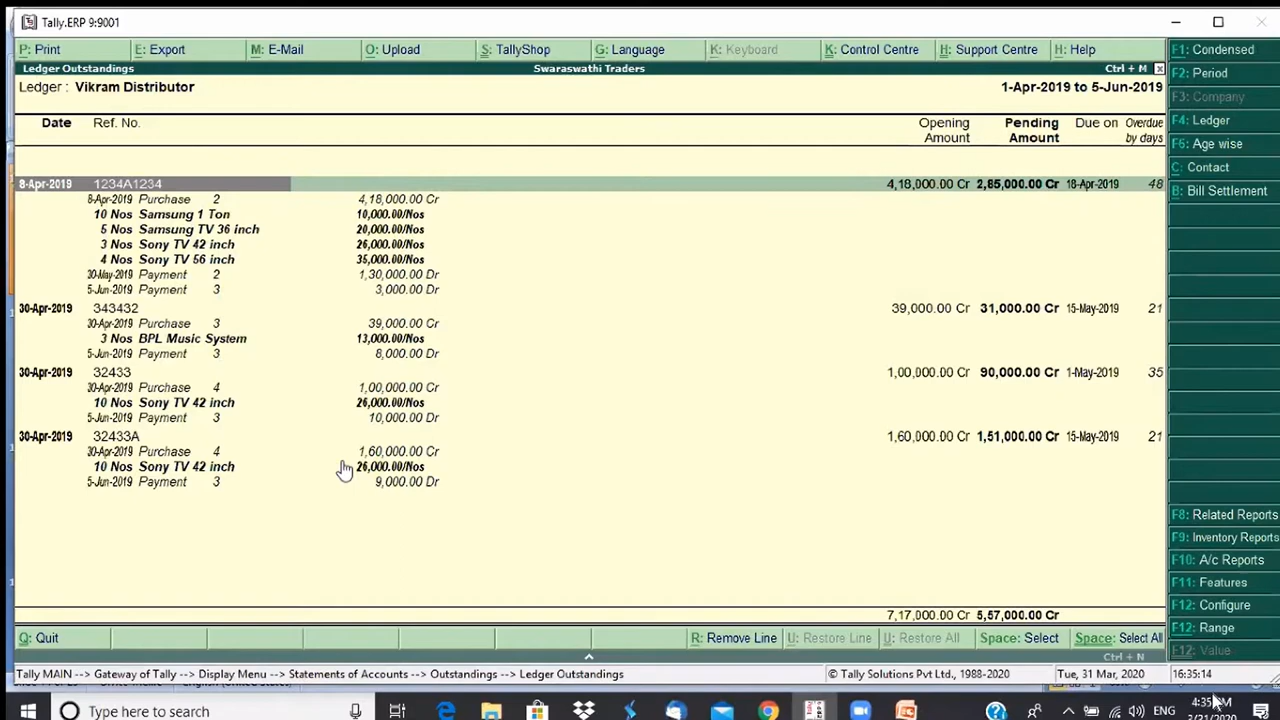 Tally.ERP 9:9001
P: Print E: Export M: E-Mail O: Upload S: TallyShop G: Language K: Keyboard K: Control Centre H: Support Centre H: Help
Ledger Outstandings Swaraswathi Traders Ctrl + M x
Ledger : Vikram Distributor 1-Apr-2019 to 5-Jun-2019
Date Ref. No. Opening Amount Pending Amount Due on Overdue by days
8-Apr-2019 1234A1234 4,18,000.00 Cr 2,85,000.00 Cr 18-Apr-2019 48
8-Apr-2019 Purchase 2 4,18,000.00 Cr
10 Nos Samsung 1 Ton 10,000.00/Nos
5 Nos Samsung TV 36 inch 20,000.00/Nos
3 Nos Sony TV 42 inch 26,000.00/Nos
4 Nos Sony TV 56 inch 35,000.00/Nos
30-May-2019 Payment 2 1,30,000.00 Dr
5-Jun-2019 Payment 3 3,000.00 Dr
30-Apr-2019 343432 39,000.00 Cr 31,000.00 Cr 15-May-2019 21
30-Apr-2019 Purchase 3 39,000.00 Cr
3 Nos BPL Music System 13,000.00/Nos
5-Jun-2019 Payment 3 8,000.00 Dr
30-Apr-2019 32433 1,00,000.00 Cr 90,000.00 Cr 1-May-2019 35
30-Apr-2019 Purchase 4 1,00,000.00 Cr
10 Nos Sony TV 42 inch 26,000.00/Nos
5-Jun-2019 Payment 3 10,000.00 Dr
30-Apr-2019 32433A 1,60,000.00 Cr 1,51,000.00 Cr 15-May-2019 21
30-Apr-2019 Purchase 4 1,60,000.00 Cr
10 Nos Sony TV 42 inch 26,000.00/Nos
5-Jun-2019 Payment 3 9,000.00 Dr
7,17,000.00 Cr 5,57,000.00 Cr
Q: Quit R: Remove Line U: Restore Line U: Restore All Space: Select Space: Select All
Ctrl + N
Tally MAIN --> Gateway of Tally --> Display Menu --> Statements of Accounts --> Outstandings --> Ledger Outstandings © Tally Solutions Pvt Ltd., 1988-2020 Tue, 31 Mar, 2020 16:35:14
F1: Condensed
F2: Period
F3: Company
F4: Ledger
F6: Age wise
C: Contact
B: Bill Settlement
F8: Related Reports
F9: Inventory Reports
F10: A/c Reports
F11: Features
F12: Configure
F12: Range
F12: Value
Type here to search
ENG